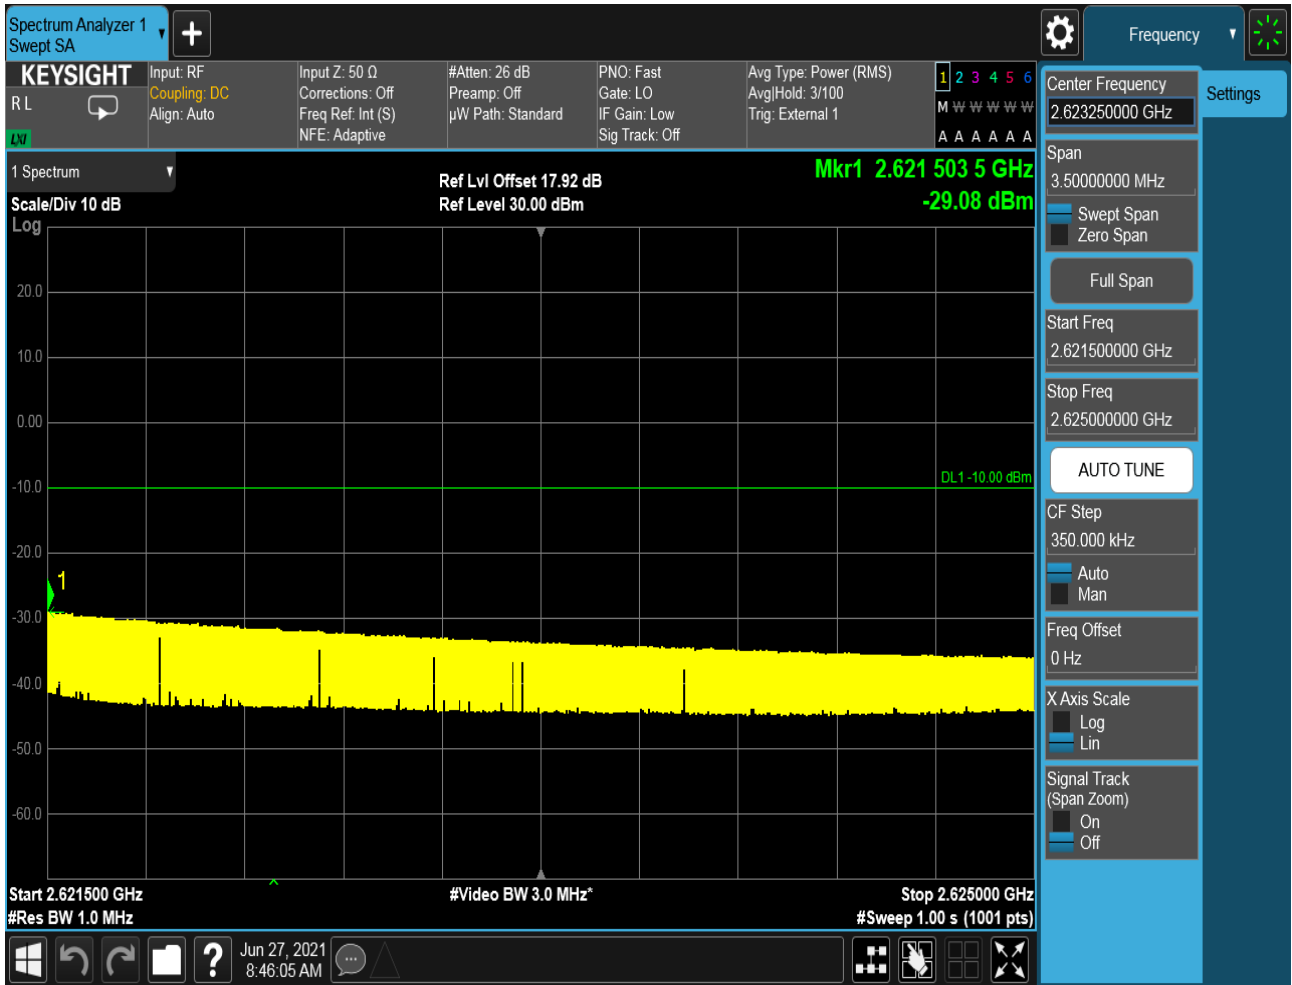 Spectrum Analyzer 1
Swept SA
Frequency
KEYSIGHT
R L
LXI
Input: RF
Coupling: DC
Align: Auto
Input Z: 50 Ω
Corrections: Off
Freq Ref: Int (S)
NFE: Adaptive
#Atten: 26 dB
Preamp: Off
µW Path: Standard
PNO: Fast
Gate: LO
IF Gain: Low
Sig Track: Off
Avg Type: Power (RMS)
Avg|Hold: 3/100
Trig: External 1
1 2 3 4 5 6
M W W W W W
A A A A A A
1 Spectrum
Scale/Div 10 dB
Log
Ref Lvl Offset 17.92 dB
Ref Level 30.00 dBm
Mkr1 2.621 503 5 GHz
-29.08 dBm
20.0
10.0
0.00
-10.0
DL1 -10.00 dBm
-20.0
1
-30.0
-40.0
-50.0
-60.0
Start 2.621500 GHz
#Res BW 1.0 MHz
#Video BW 3.0 MHz*
Stop 2.625000 GHz
#Sweep 1.00 s (1001 pts)
Center Frequency
2.623250000 GHz
Settings
Span
3.50000000 MHz
Swept Span
Zero Span
Full Span
Start Freq
2.621500000 GHz
Stop Freq
2.625000000 GHz
AUTO TUNE
CF Step
350.000 kHz
Auto
Man
Freq Offset
0 Hz
X Axis Scale
Log
Lin
Signal Track
(Span Zoom)
On
Off
?
Jun 27, 2021
8:46:05 AM